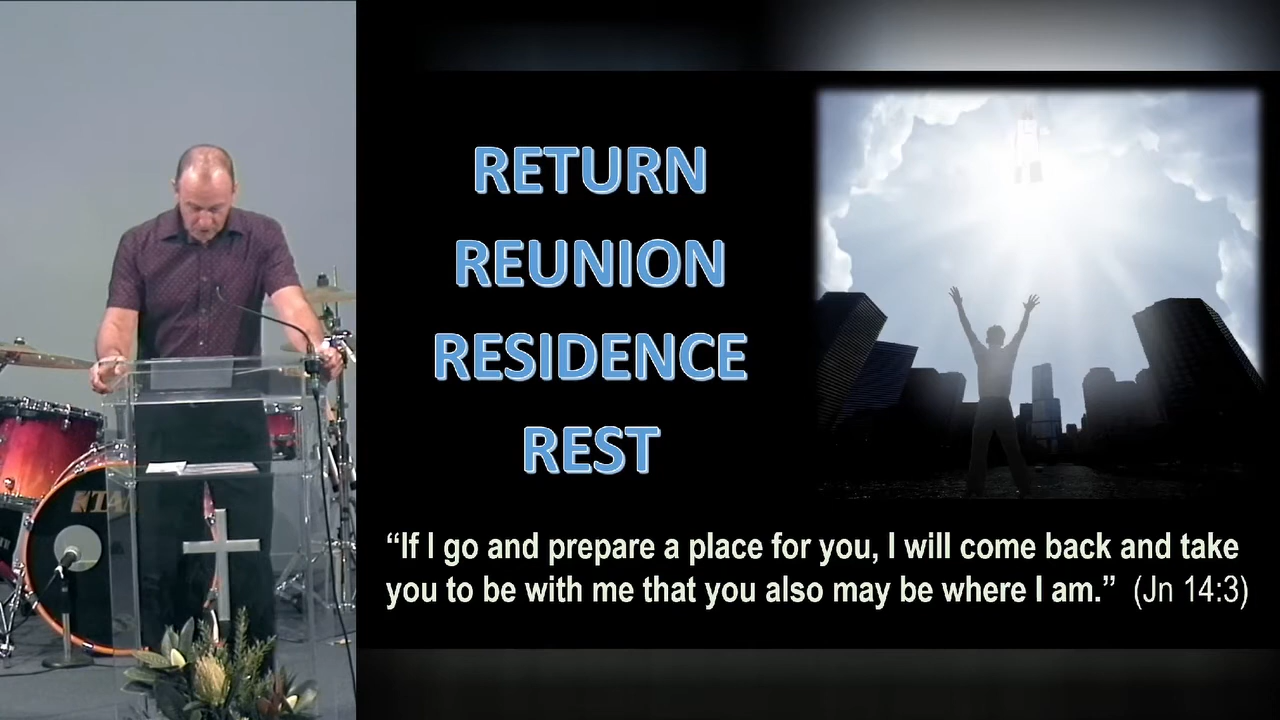 RETURN
REUNION
RESIDENCE
REST
“If I go and prepare a place for you, I will come back and take
you to be with me that you also may be where I am.” (Jn 14:3)
TAMA